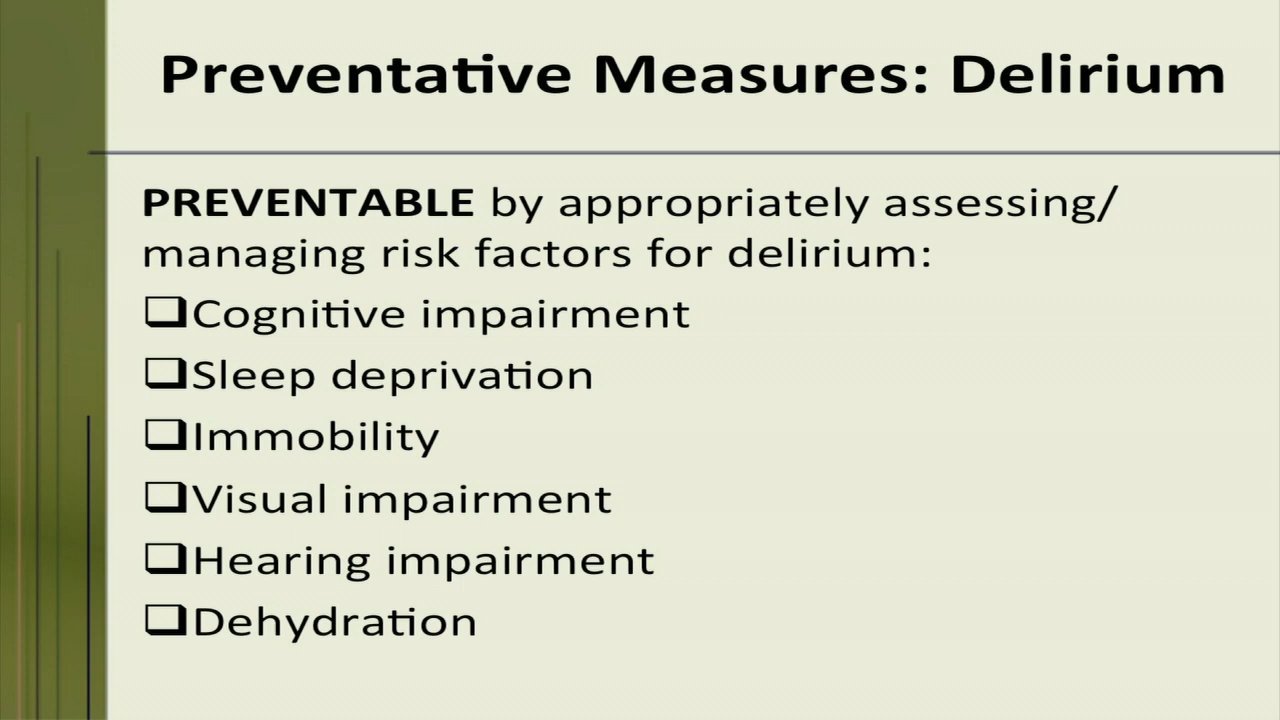 Preventative Measures: Delirium
PREVENTABLE by appropriately assessing/
managing risk factors for delirium:
❑Cognitive impairment
❑Sleep deprivation
❑Immobility
❑Visual impairment
❑Hearing impairment
❑Dehydration